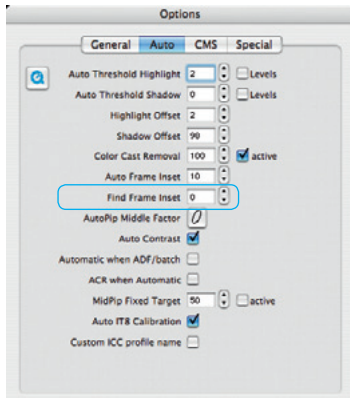 Options
General Auto CMS Special
Auto Threshold Highlight 2 Levels
Auto Threshold Shadow 0 Levels
Highlight Offset 2
Shadow Offset 90
Color Cast Removal 100 active
Auto Frame Inset 10
Find Frame Inset 0
AutoPip Middle Factor
Auto Contrast
Automatic when ADF/batch
ACR when Automatic
MidPip Fixed Target 50 active
Auto IT8 Calibration
Custom ICC profile name